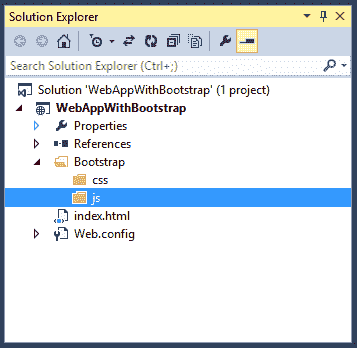 Solution Explorer
Search Solution Explorer (Ctrl+;)
Solution 'WebAppWithBootstrap' (1 project)
WebAppWithBootstrap
Properties
References
Bootstrap
css
js
index.html
Web.config